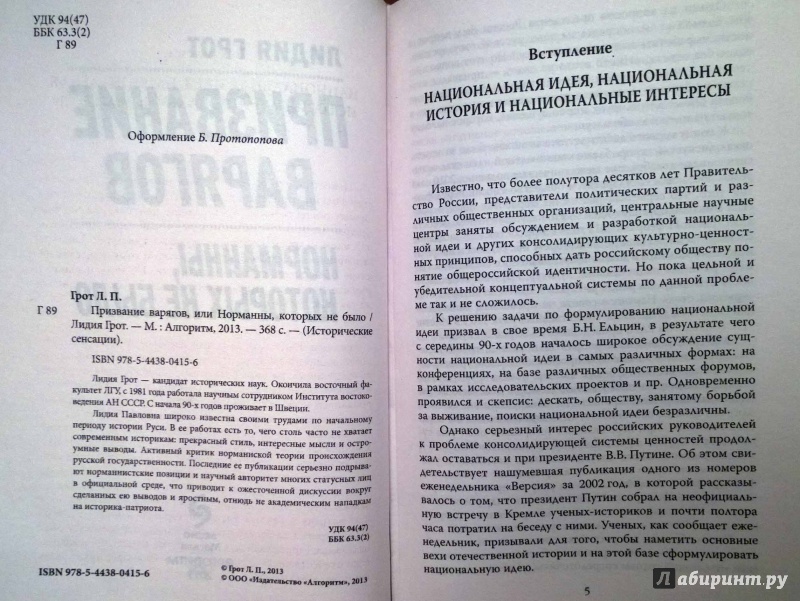 УДК 94(47)
ББК 63.3(2)
Г 89
Оформление Б. Протопопова
Грот Л. П.
Г 89 Призвание варягов, или Норманны, которых не было /
Лидия Грот. — М. : Алгоритм, 2013. — 368 с. — (Исторические
сенсации).
ISBN 978-5-4438-0415-6
Лидия Грот — кандидат исторических наук. Окончила восточный фа-
культет ЛГУ, с 1981 года работала научным сотрудником Института востоко-
ведения АН СССР. С начала 90-х годов проживает в Швеции.
Лидия Павловна широко известна своими трудами по начальному
периоду истории Руси. В ее работах есть то, чего столь часто не хватает
современным историкам: прекрасный стиль, интересные мысли и остро-
умные выводы. Активный критик норманнской теории происхождения
русской государственности. Последние ее публикации серьезно подрыва-
ют норманнистские позиции и научный авторитет многих статусных лиц
в официальной среде, что приводит к ожесточенной дискуссии вокруг
сделанных ею выводов и яростным, отнюдь не академическим нападкам
на историка-патриота.
УДК 94(47)
ББК 63.3(2)
ISBN 978-5-4438-0415-6
© Грот Л. П., 2013
© ООО «Издательство «Алгоритм», 2013
Вступление
НАЦИОНАЛЬНАЯ ИДЕЯ, НАЦИОНАЛЬНАЯ
ИСТОРИЯ И НАЦИОНАЛЬНЫЕ ИНТЕРЕСЫ
Известно, что более полутора десятков лет Правитель-
ство России, представители политических партий и раз-
личных общественных организаций, центральные научные
центры заняты обсуждением и разработкой националь-
ной идеи и других консолидирующих культурно-ценност-
ных принципов, способных дать российскому обществу по-
нятие общероссийской идентичности. Но пока цельной и
убедительной концептуальной системы по данной пробле-
ме так и не сложилось.
К решению задачи по формулированию национальной
идеи призвал в свое время Б.Н. Ельцин, в результате чего
с середины 90-х годов началось широкое обсуждение сущ-
ности национальной идеи в самых различных формах: на
конференциях, на базе различных общественных форумов,
в рамках исследовательских проектов и пр. Одновременно
проявился и скепсис: дескать, обществу, занятому борьбой
за выживание, поиски национальной идеи безразличны.
Однако серьезный интерес российских руководителей
к проблеме консолидирующей системы ценностей продол-
жал оставаться и при президенте В.В. Путине. Об этом сви-
детельствует нашумевшая публикация одного из номеров
еженедельника «Версия» за 2002 год, в которой рассказы-
валось о том, что президент Путин собрал на неофициаль-
ную встречу в Кремле ученых-историков и почти полтора
часа потратил на беседу с ними. Ученых, как сообщает еже-
недельник, призывали для того, чтобы наметить основные
вехи отечественной истории и на этой базе сформулировать
национальную идею.
5
Лабиринт.ру